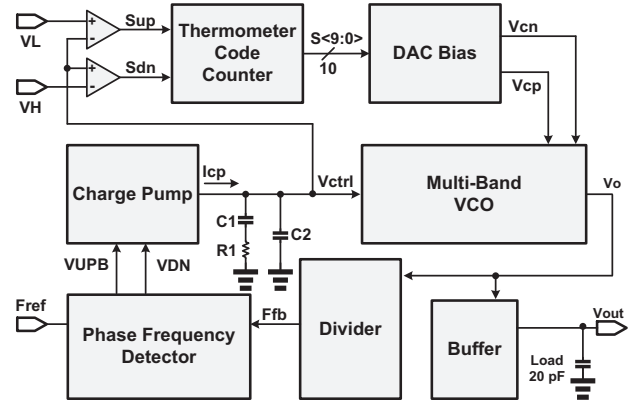 VL
+
-
Sup
+
-
Sdn
VH
Thermometer
Code
Counter
S<9:0>
10
DAC Bias
Vcn
Vcp
Charge Pump
Icp
Vctrl
Multi-Band
VCO
Vo
C1
R1
C2
VUPB
VDN
Fref
Phase Frequency
Detector
Ffb
Divider
Buffer
Vout
Load
20 pF